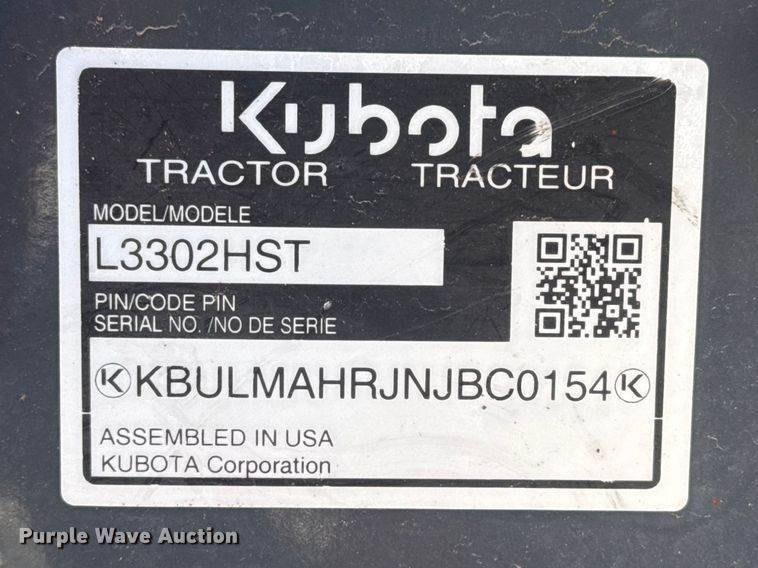 Kubota
TRACTOR TRACTEUR
MODEL/MODELE
L3302HST
PIN/CODE PIN
SERIAL NO. /NO DE SERIE
KBULMAHRJNJBC0154
ASSEMBLED IN USA
KUBOTA Corporation
Purple Wave Auction